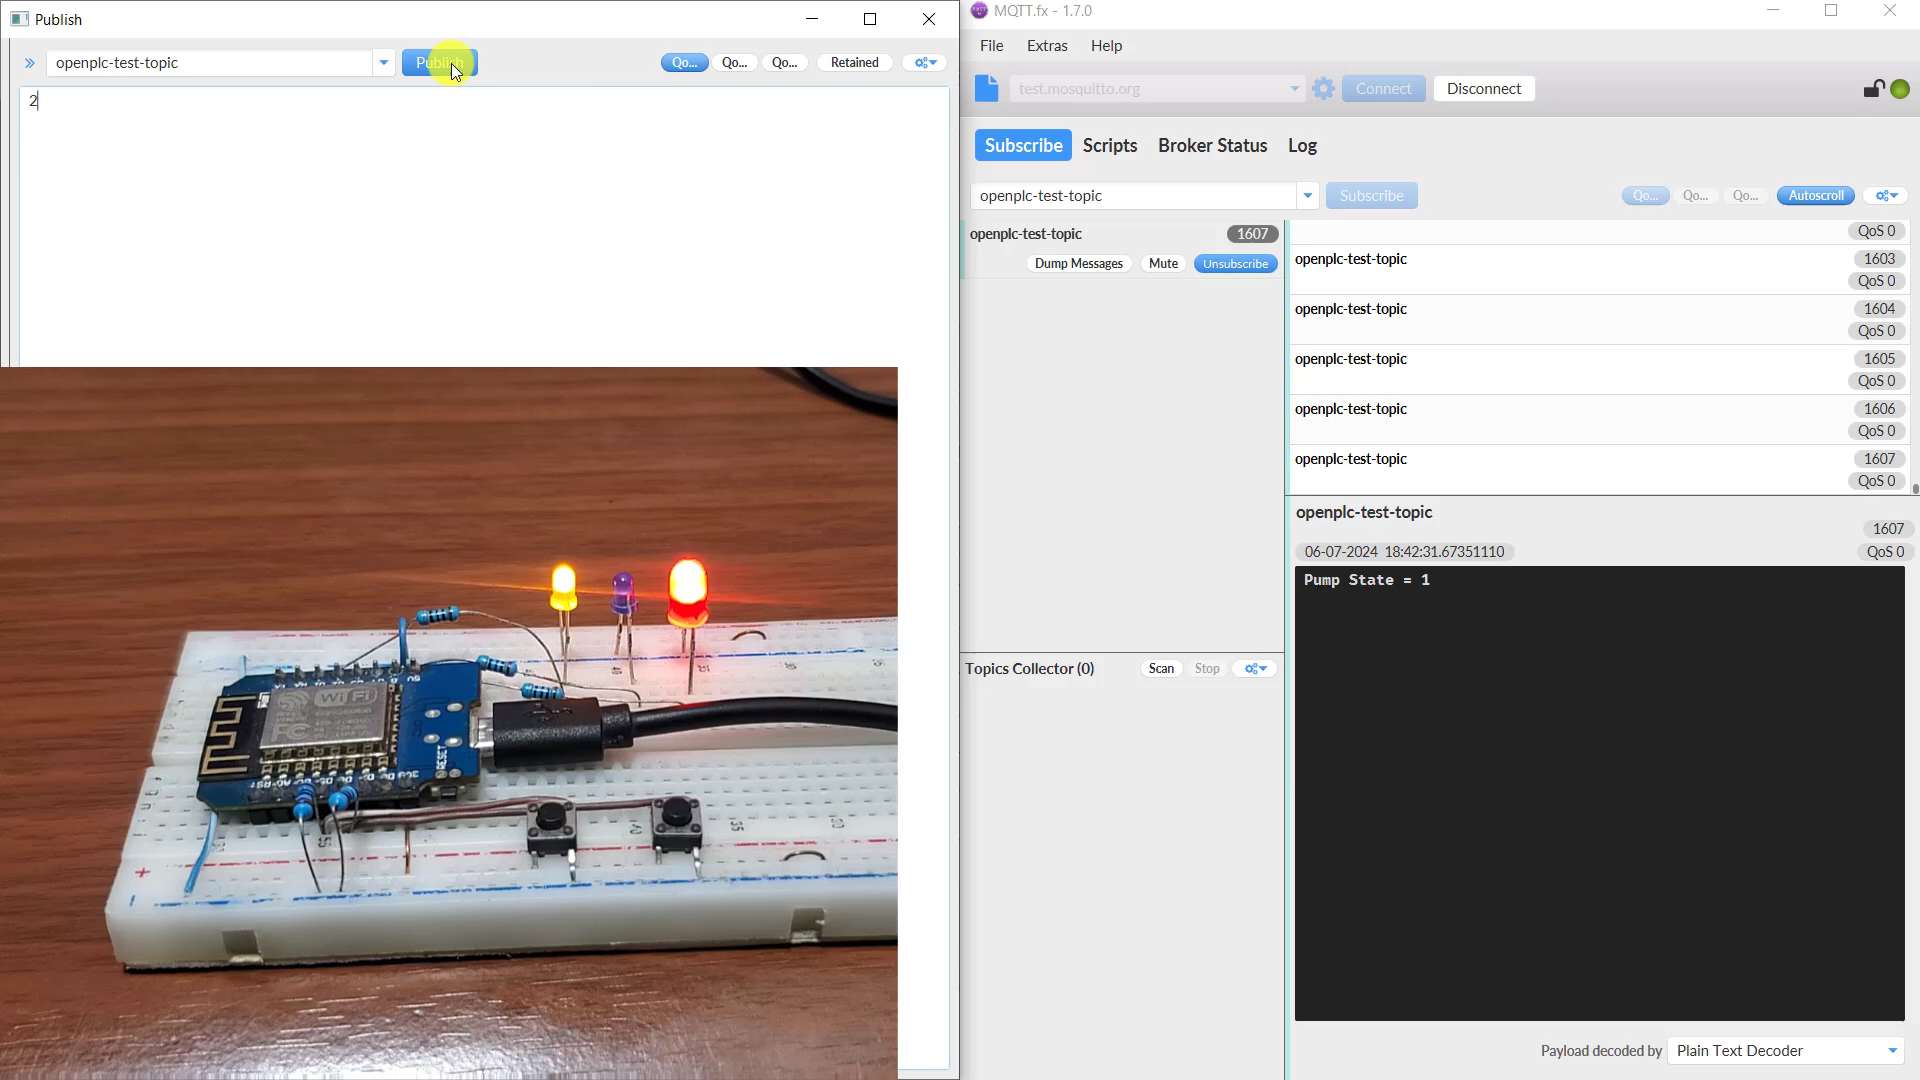 Publish
openplc-test-topic
Publish
Qo...
Qo...
Qo...
Retained
2
WiFi
FC
RESET
MQTT.fx - 1.7.0
File Extras Help
test.mosquitto.org
Connect
Disconnect
Subscribe Scripts Broker Status Log
openplc-test-topic
Subscribe
Qo...
Qo...
Qo...
Autoscroll
openplc-test-topic
1607
Dump Messages
Mute
Unsubscribe
QoS 0
openplc-test-topic
1603
QoS 0
openplc-test-topic
1604
QoS 0
openplc-test-topic
1605
QoS 0
openplc-test-topic
1606
QoS 0
openplc-test-topic
1607
QoS 0
openplc-test-topic
1607
06-07-2024 18:42:31.67351110
QoS 0
Pump State = 1
Topics Collector (0)
Scan
Stop
Payload decoded by
Plain Text Decoder